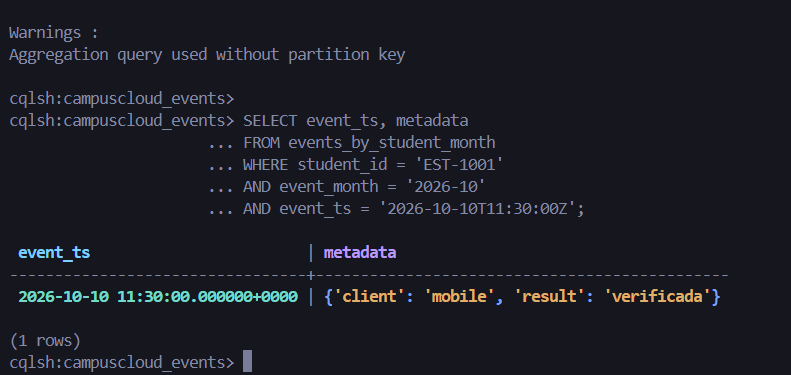 Warnings :
Aggregation query used without partition key
cqlsh:campuscloud_events>
cqlsh:campuscloud_events> SELECT event_ts, metadata
... FROM events_by_student_month
... WHERE student_id = 'EST-1001'
... AND event_month = '2026-10'
... AND event_ts = '2026-10-10T11:30:00Z';
event_ts | metadata
---------------------------------+------------------------------------------------
2026-10-10 11:30:00.000000+0000 | {'client': 'mobile', 'result': 'verificada'}
(1 rows)
cqlsh:campuscloud_events>